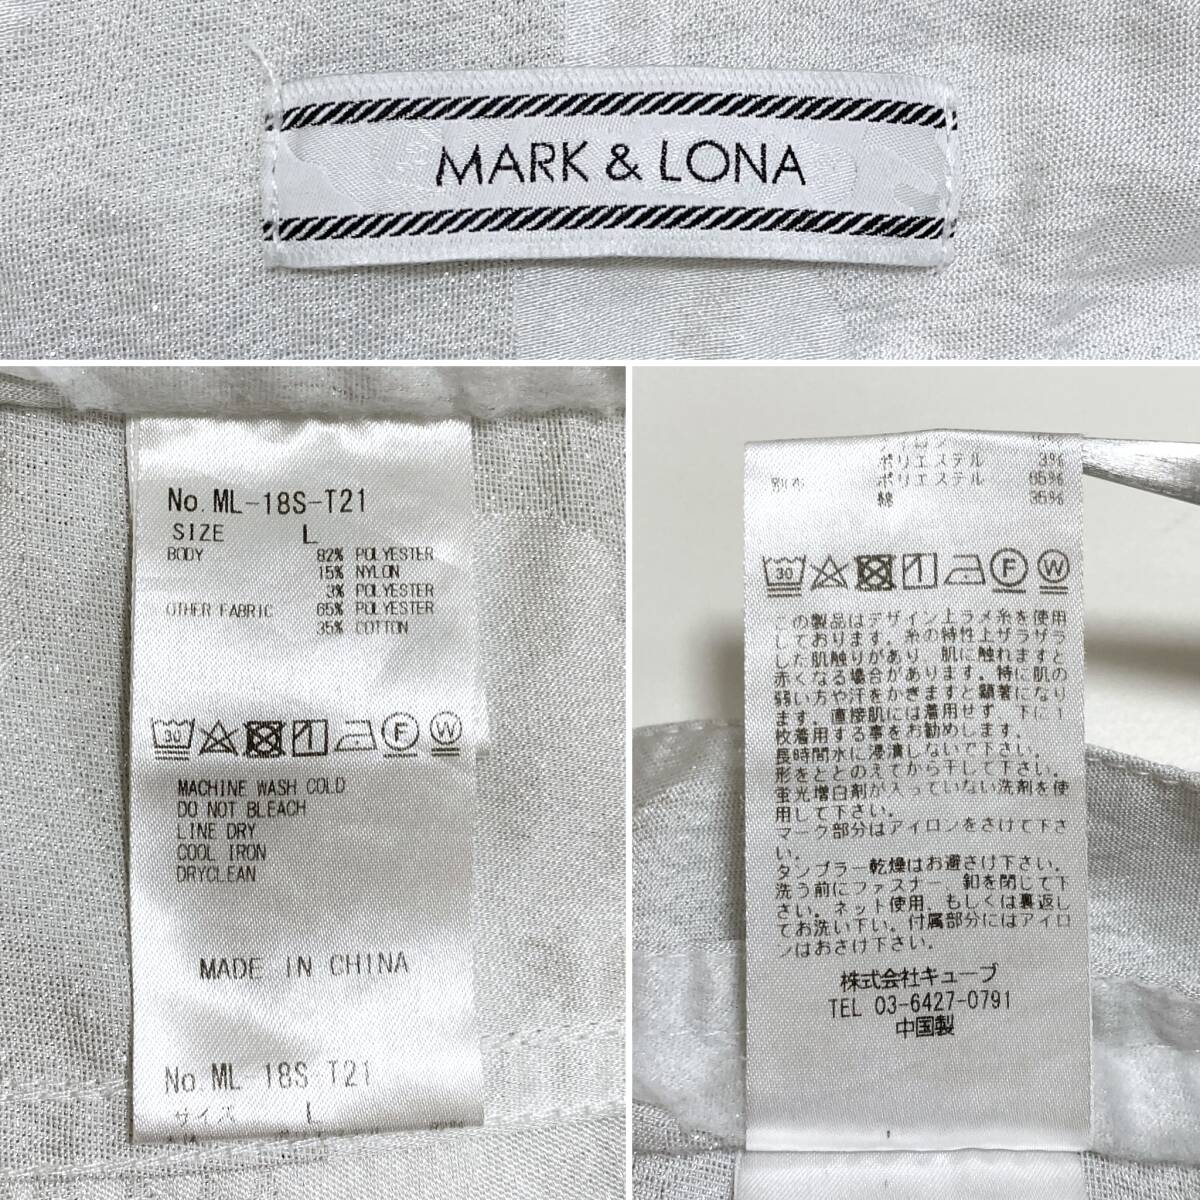 MARK & LONA
No. ML-18S-T21
SIZE L
BODY 82% POLYESTER
15% NYLON
3% POLYESTER
OTHER FABRIC 65% POLYESTER
35% COTTON
30 F W
MACHINE WASH COLD
DO NOT BLEACH
LINE DRY
COOL IRON
DRYCLEAN
MADE IN CHINA
No. ML 18S T21
サイズ L
ナイロン 15%
ポリエステル 3%
別布 ポリエステル 65%
綿 35%
30 F W
この製品はデザイン上ラメ糸を使用
しております。糸の特性上ザラザラ
した肌触りがあり 肌に触れますと
赤くなる場合があります。特に肌の
弱い方や汗をかきますと顕著になり
ます。直接肌には着用せず 下に1
枚着用する事をお勧めします。
長時間水に浸漬しないで下さい。
形をととのえてから干して下さい。
蛍光増白剤が入っていない洗剤を使
用して下さい。
マーク部分はアイロンをさけて下さ
い。
タンブラー乾燥はお避さけ下さい。
洗う前にファスナー、釦を閉じて下
さい。ネット使用、もしくは裏返し
てお洗い下い。付属部分にはアイロ
ンはおさけ下さい。
株式会社キューブ
TEL 03-6427-0791
中国製